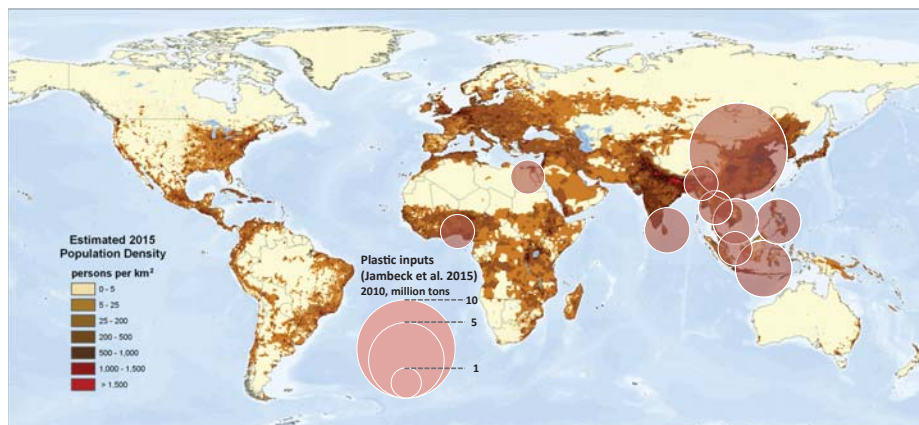 Estimated 2015
Population Density
persons per km²
0 - 5
5 - 25
25 - 200
200 - 500
500 - 1,000
1,000 - 1,500
> 1,500
Plastic inputs
(Jambeck et al. 2015)
2010, million tons
10
5
1